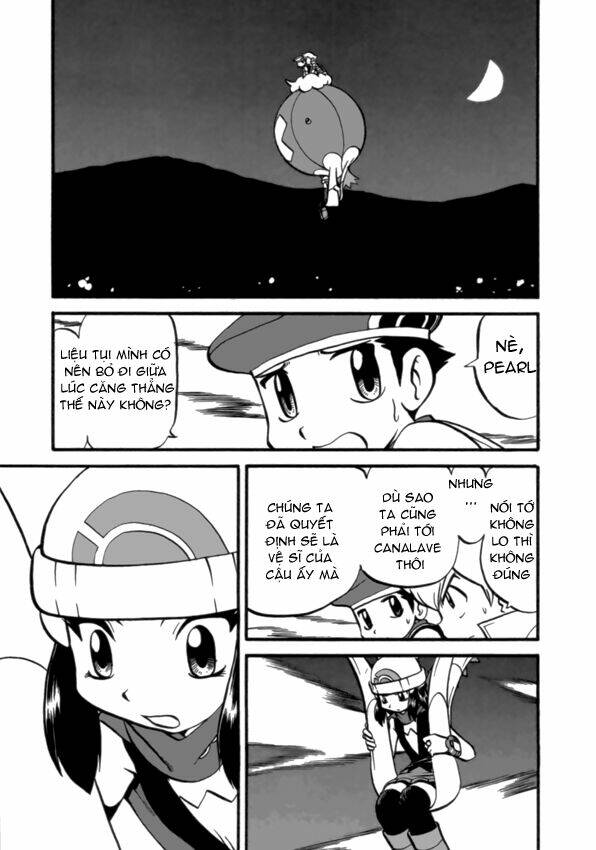 NÈ,
PEARL
LIỆU TỤI MÌNH CÓ
NÊN BỎ ĐI GIỮA
LÚC CĂNG THẲNG
THẾ NÀY KHÔNG?
NÓI TỚ
KHÔNG
LO THÌ
KHÔNG
ĐÚNG
NHƯNG
...
DÙ SAO
TA CŨNG
PHẢI TỚI
CANALAVE
THÔI
CHÚNG TA
ĐÃ QUYẾT
ĐỊNH SẼ LÀ
VỆ SĨ CỦA
CẬU ẤY MÀ